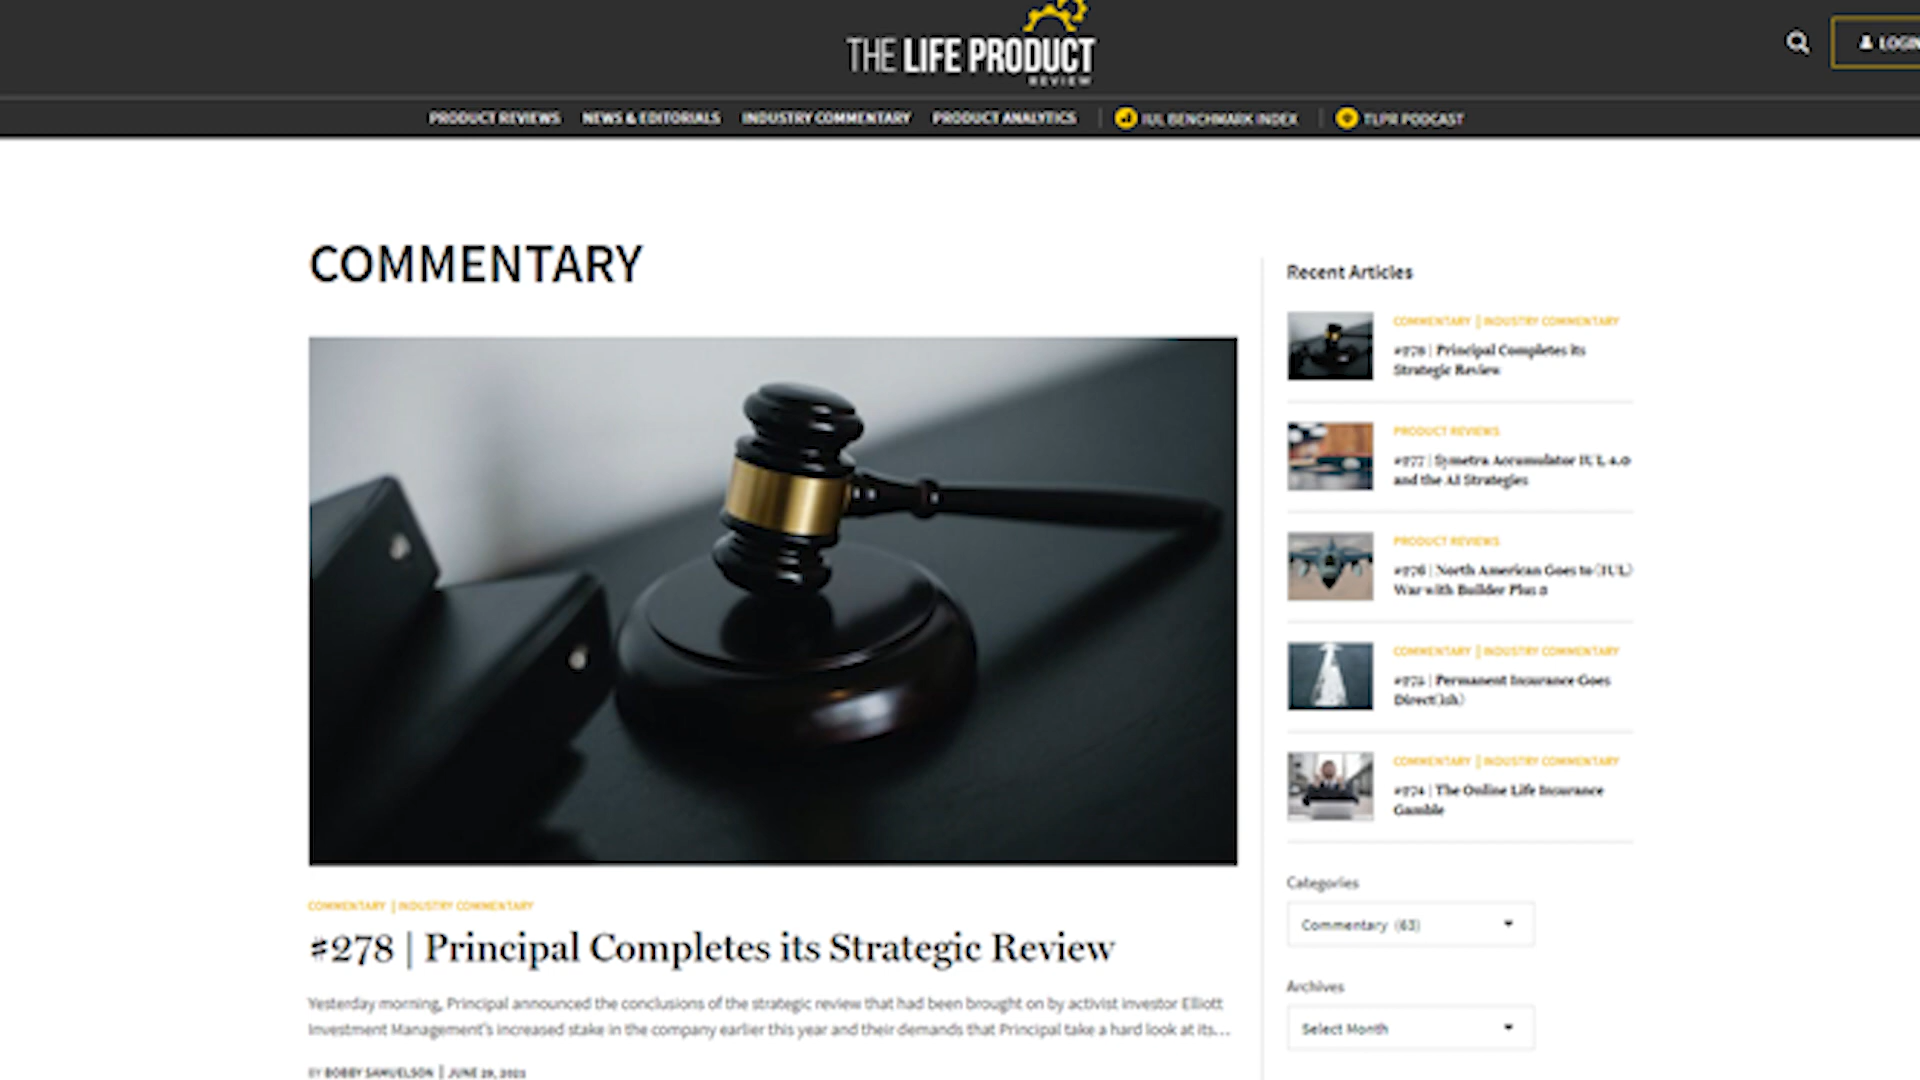 THE LIFE PRODUCT
REVIEW
LOGIN
PRODUCT REVIEWS NEWS & EDITORIALS INDUSTRY COMMENTARY PRODUCT ANALYTICS | IUL BENCHMARK INDEX | TLPR PODCAST
COMMENTARY
COMMENTARY | INDUSTRY COMMENTARY
#278 | Principal Completes its Strategic Review
Yesterday morning, Principal announced the conclusions of the strategic review that had been brought on by activist investor Elliott
Investment Management's increased stake in the company earlier this year and their demands that Principal take a hard look at its...
BY BOBBY SAMUELSON | JUNE 29, 2021
Recent Articles
COMMENTARY | INDUSTRY COMMENTARY
#278 | Principal Completes its
Strategic Review
PRODUCT REVIEWS
#277 | Symetra Accumulator IUL 4.0
and the AI Strategies
PRODUCT REVIEWS
#276 | North American Goes to (IUL)
War with Builder Plus 2
COMMENTARY | INDUSTRY COMMENTARY
#275 | Permanent Insurance Goes
Direct(ish)
COMMENTARY | INDUSTRY COMMENTARY
#274 | The Online Life Insurance
Gamble
Categories
Commentary (63)
Archives
Select Month